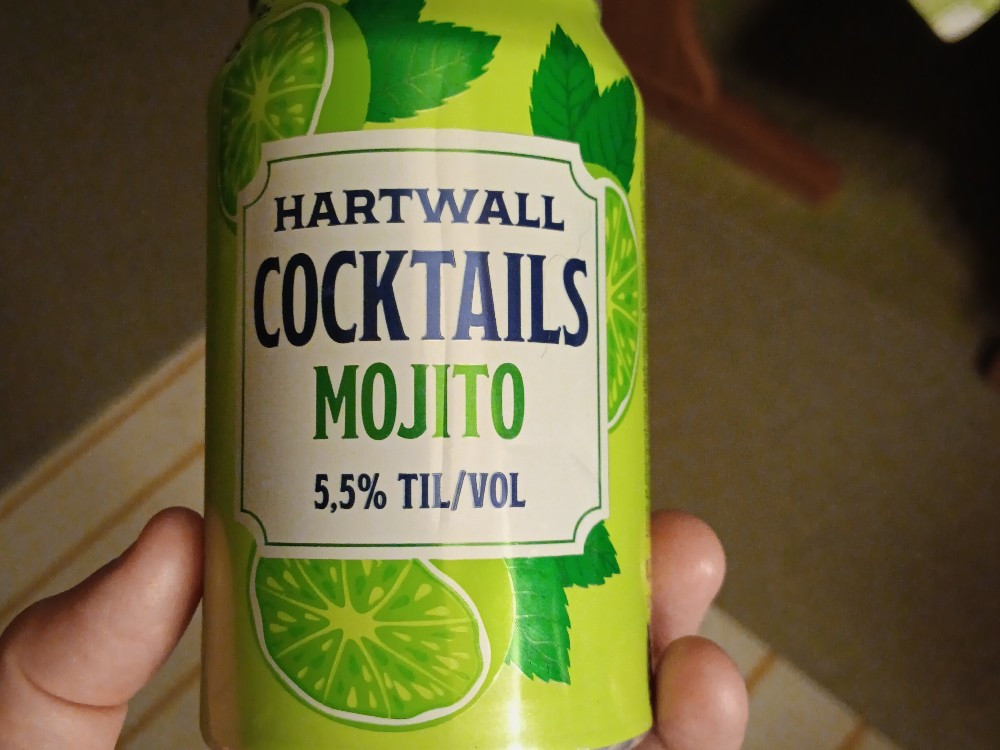 HARTWALL
COCKTAILS
MOJITO
5,5% TIL/VOL